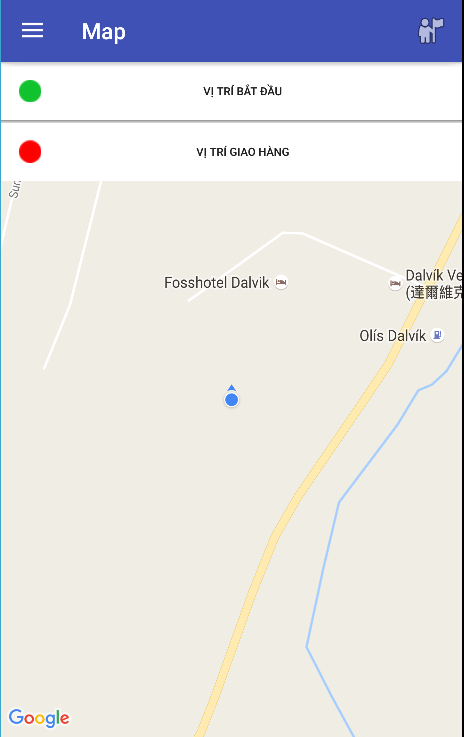 Map
VỊ TRÍ BẮT ĐẦU
VỊ TRÍ GIAO HÀNG
Sun
Fosshotel Dalvik
Dalvík Ve
(達爾維克
Olís Dalvík
Google